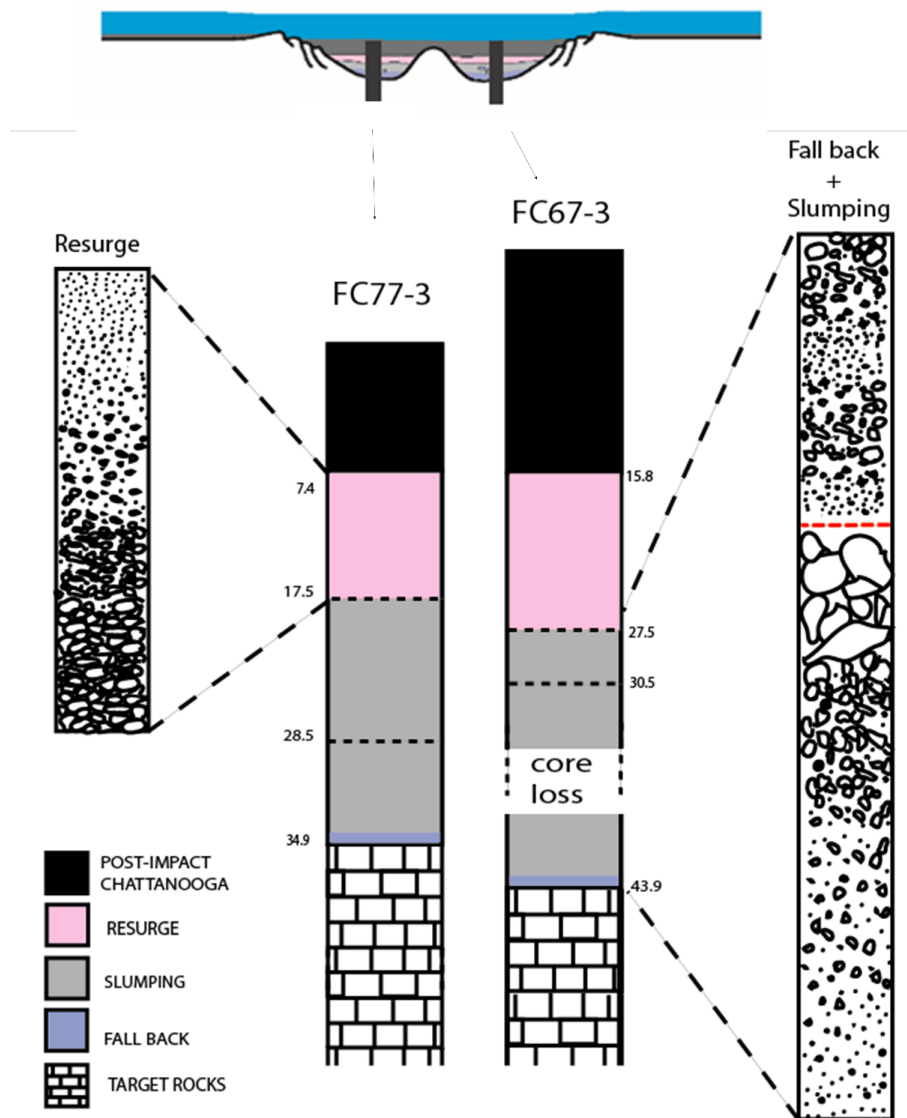 Fall back
+
Slumping
FC67-3
Resurge
FC77-3
7.4
15.8
17.5
27.5
30.5
28.5
core
loss
34.9
43.9
POST-IMPACT
CHATTANOOGA
RESURGE
SLUMPING
FALL BACK
TARGET ROCKS